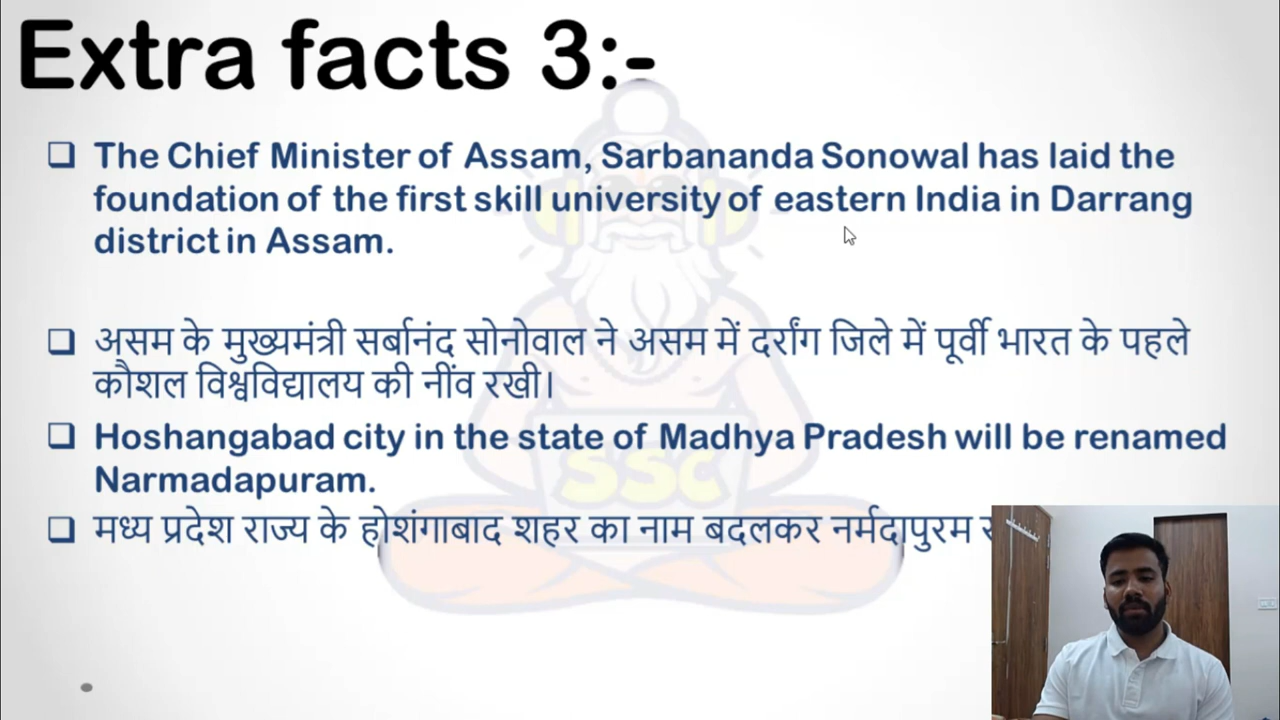 Extra facts 3:-
The Chief Minister of Assam, Sarbananda Sonowal has laid the
foundation of the first skill university of eastern India in Darrang
district in Assam.
असम के मुख्यमंत्री सर्बानंद सोनोवाल ने असम में दर्रांग जिले में पूर्वी भारत के पहले
कौशल विश्वविद्यालय की नींव रखी।
Hoshangabad city in the state of Madhya Pradesh will be renamed
Narmadapuram.
मध्य प्रदेश राज्य के होशंगाबाद शहर का नाम बदलकर नर्मदापुरम
SSC